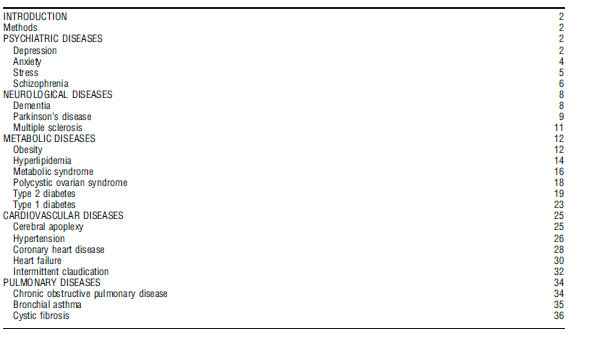 INTRODUCTION 2
Methods 2
PSYCHIATRIC DISEASES 2
Depression 2
Anxiety 4
Stress 5
Schizophrenia 6
NEUROLOGICAL DISEASES 8
Dementia 8
Parkinson's disease 9
Multiple sclerosis 11
METABOLIC DISEASES 12
Obesity 12
Hyperlipidemia 14
Metabolic syndrome 16
Polycystic ovarian syndrome 18
Type 2 diabetes 19
Type 1 diabetes 23
CARDIOVASCULAR DISEASES 25
Cerebral apoplexy 25
Hypertension 26
Coronary heart disease 28
Heart failure 30
Intermittent claudication 32
PULMONARY DISEASES 34
Chronic obstructive pulmonary disease 34
Bronchial asthma 35
Cystic fibrosis 36